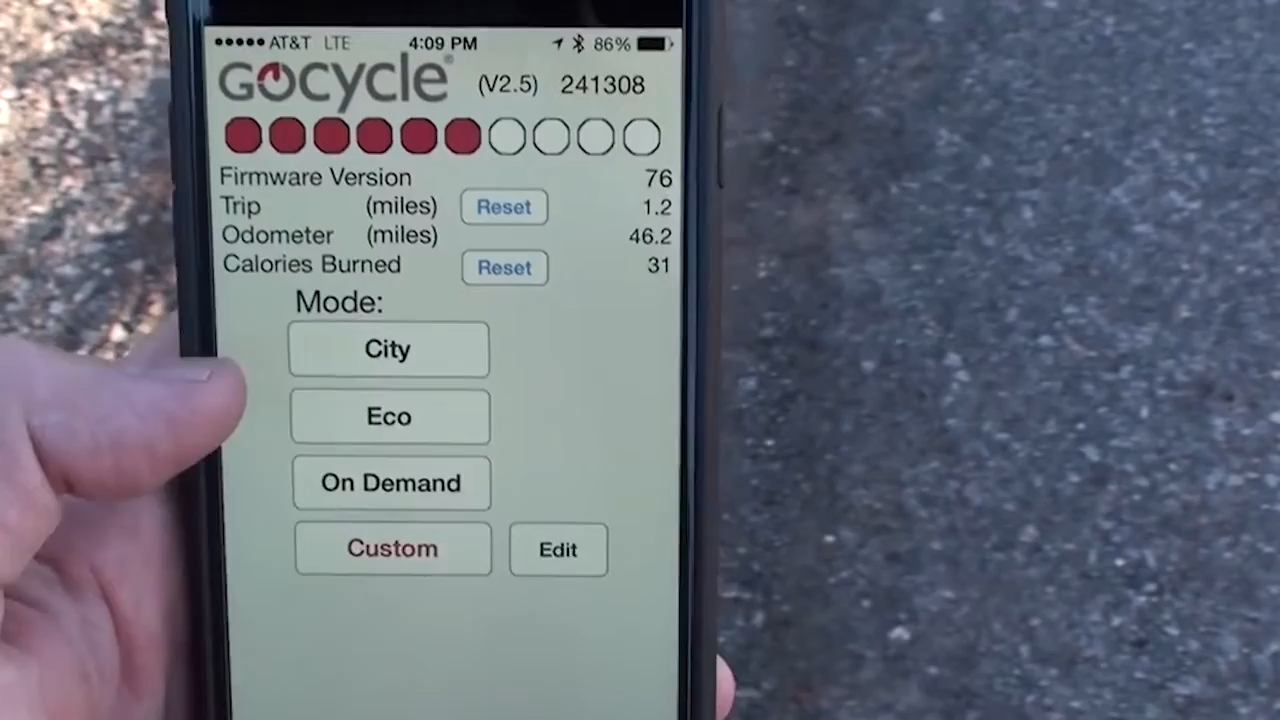 AT&T LTE 4:09 PM 86%
GOCYCLE® (V2.5) 241308
Firmware Version 76
Trip (miles) Reset 1.2
Odometer (miles) 46.2
Calories Burned Reset 31
Mode:
City
Eco
On Demand
Custom Edit